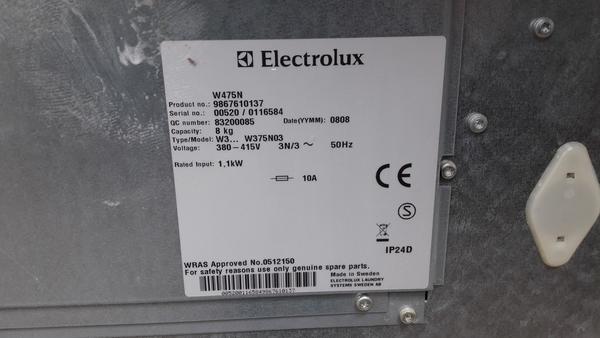 Electrolux
W475N
Product no.: 9867610137
Serial no.: 00520 / 0116584
QC number: 83200085 Date(YYMM): 0808
Capacity: 8 kg
Type/Model: W3... W375N03
Voltage: 380-415V 3N/3 ~ 50Hz
Rated Input: 1,1kW
10A
CE
S
IP24D
WRAS Approved No.0512150
For safety reasons use only genuine spare parts.
Made in Sweden
ELECTROLUX LAUNDRY
SYSTEMS SWEDEN AB
0052001165849867610137